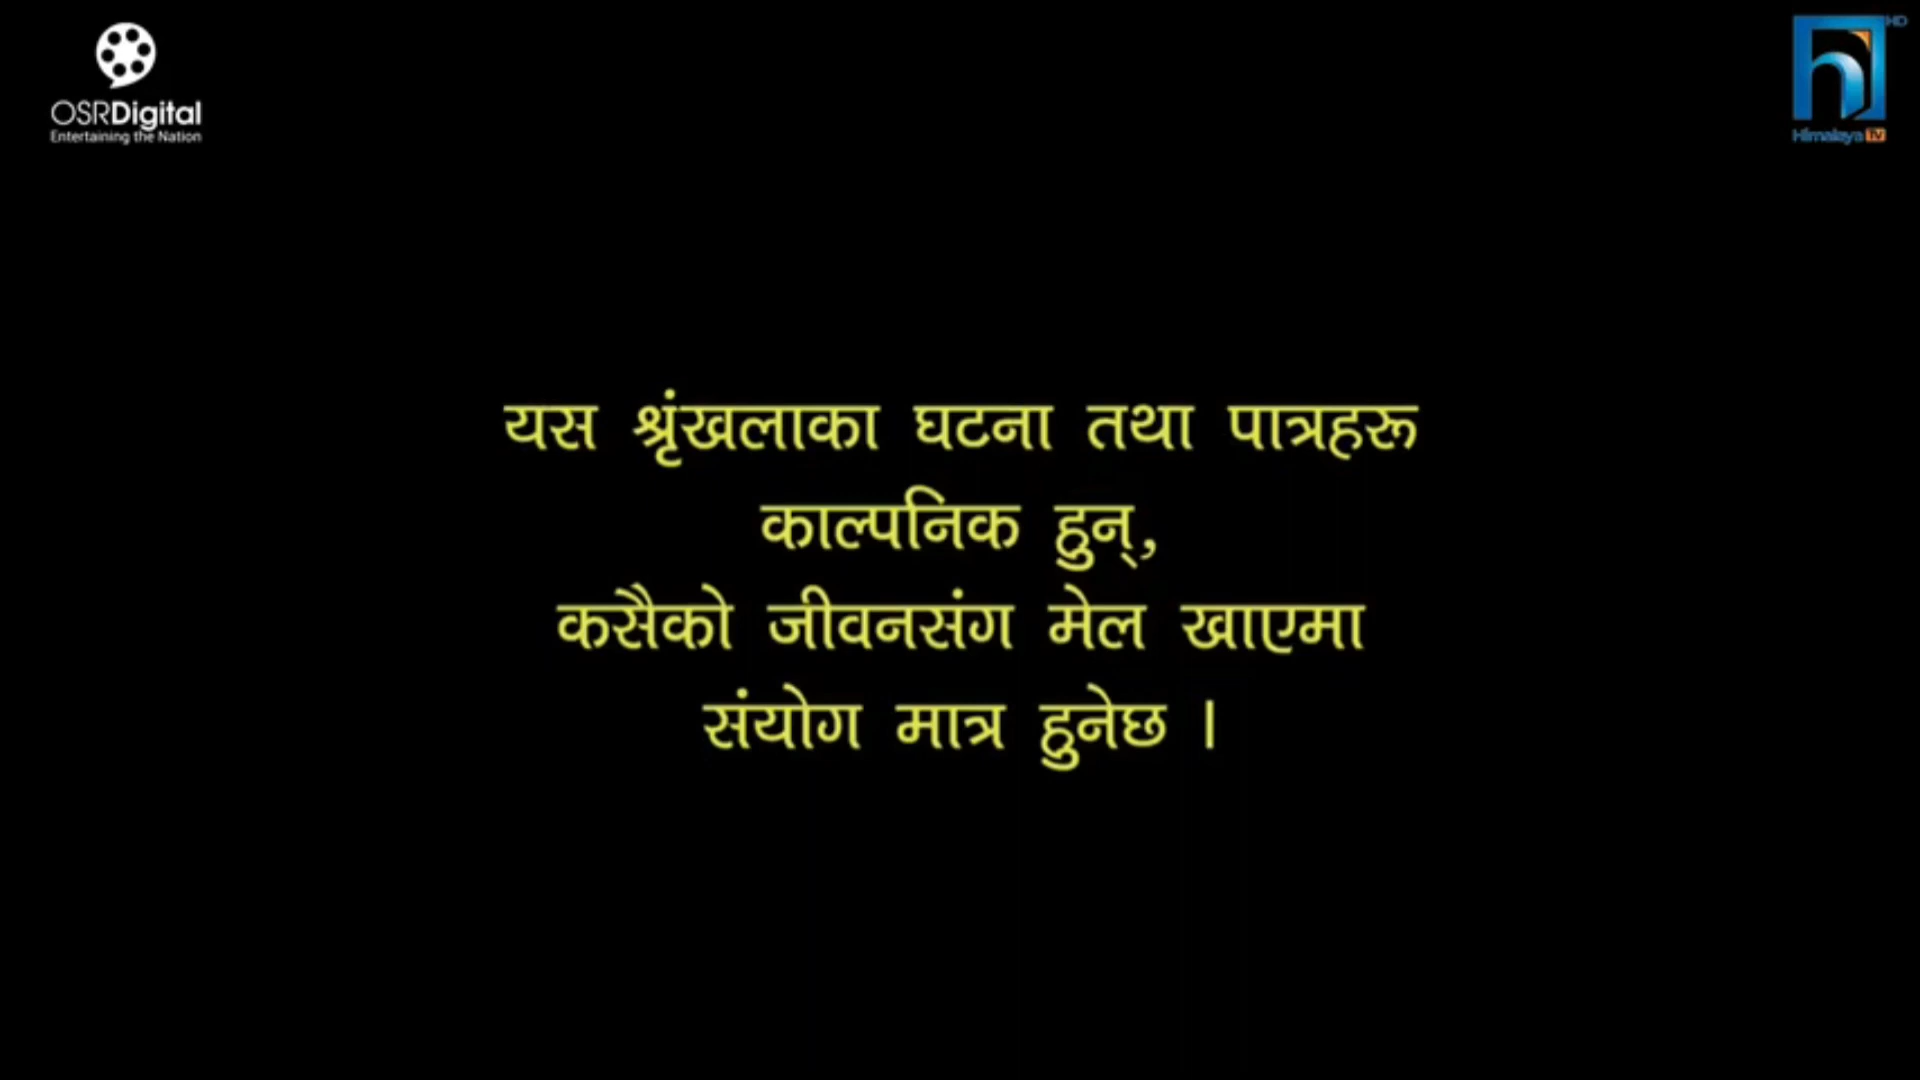 OSRDigital
Entertaining the Nation
HD
Himalaya TV
यस श्रृंखलाका घटना तथा पात्रहरू
काल्पनिक हुन्,
कसैको जीवनसंग मेल खाएमा
संयोग मात्र हुनेछ ।